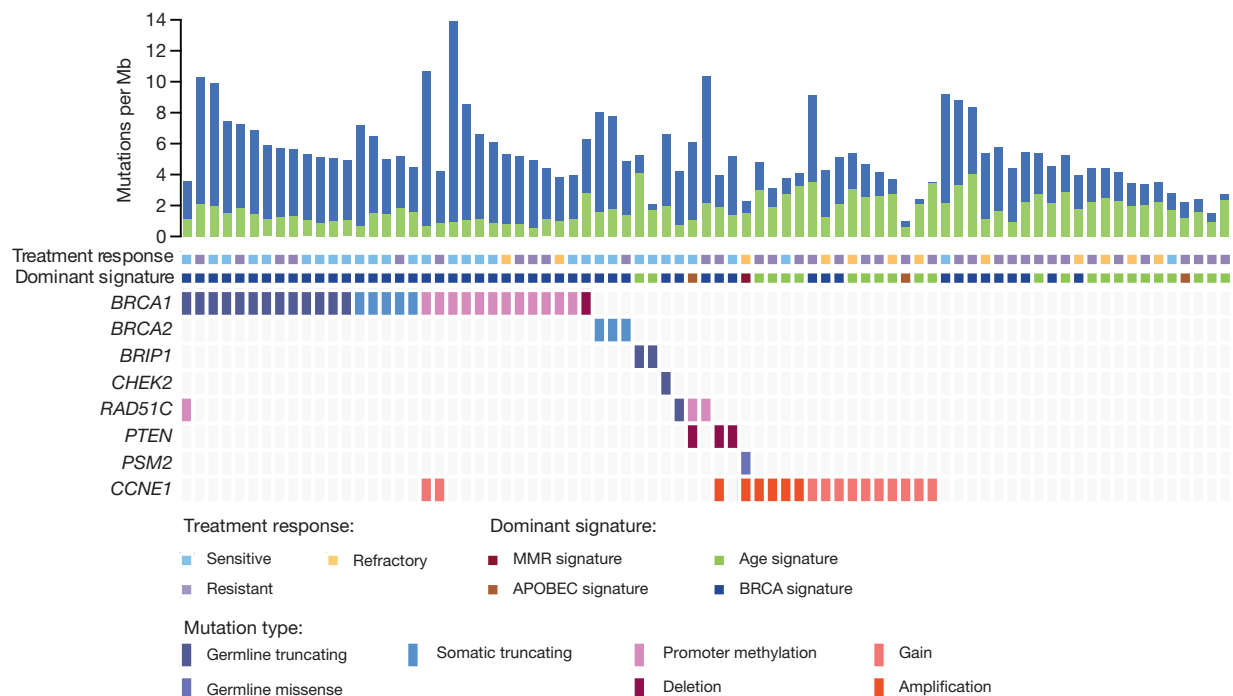 14
12
10
8
6
4
2
0
Mutations per Mb
Treatment response
Dominant signature
BRCA1
BRCA2
BRIP1
CHEK2
RAD51C
PTEN
PSM2
CCNE1
Treatment response: Dominant signature:
Sensitive Refractory MMR signature Age signature
Resistant APOBEC signature BRCA signature
Mutation type:
Germline truncating Somatic truncating Promoter methylation Gain
Germline missense Deletion Amplification